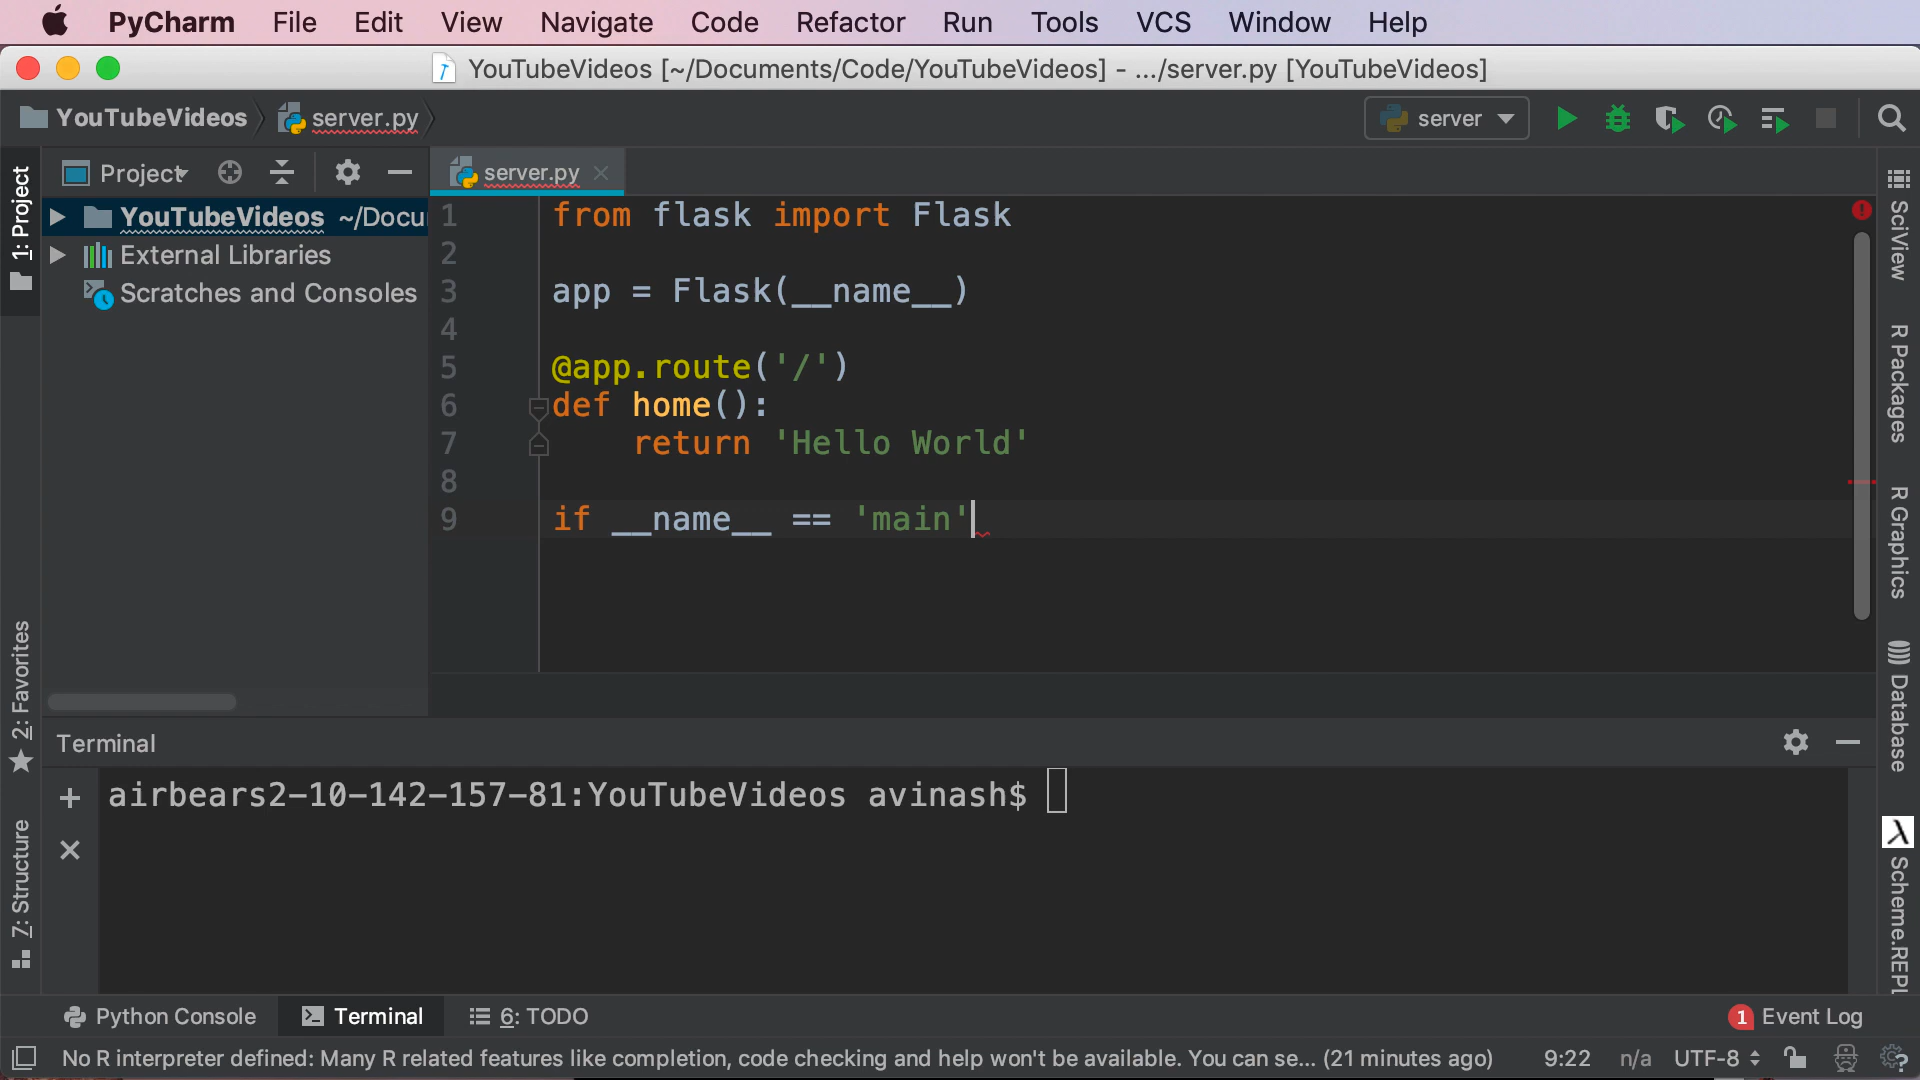 PyCharm File Edit View Navigate Code Refactor Run Tools VCS Window Help
YouTubeVideos [~/Documents/Code/YouTubeVideos] - .../server.py [YouTubeVideos]
YouTubeVideos server.py server
1: Project
Project
server.py
YouTubeVideos ~/Docu
External Libraries
Scratches and Consoles
1 from flask import Flask
2
3 app = Flask(__name__)
4
5 @app.route('/')
6 def home():
7 return 'Hello World'
8
9 if __name__ == 'main'
SciView
R Packages
R Graphics
Database
Scheme.REPL
2: Favorites
7: Structure
Terminal
airbears2-10-142-157-81:YouTubeVideos avinash$
Python Console Terminal 6: TODO 1 Event Log
No R interpreter defined: Many R related features like completion, code checking and help won't be available. You can se... (21 minutes ago) 9:22 n/a UTF-8